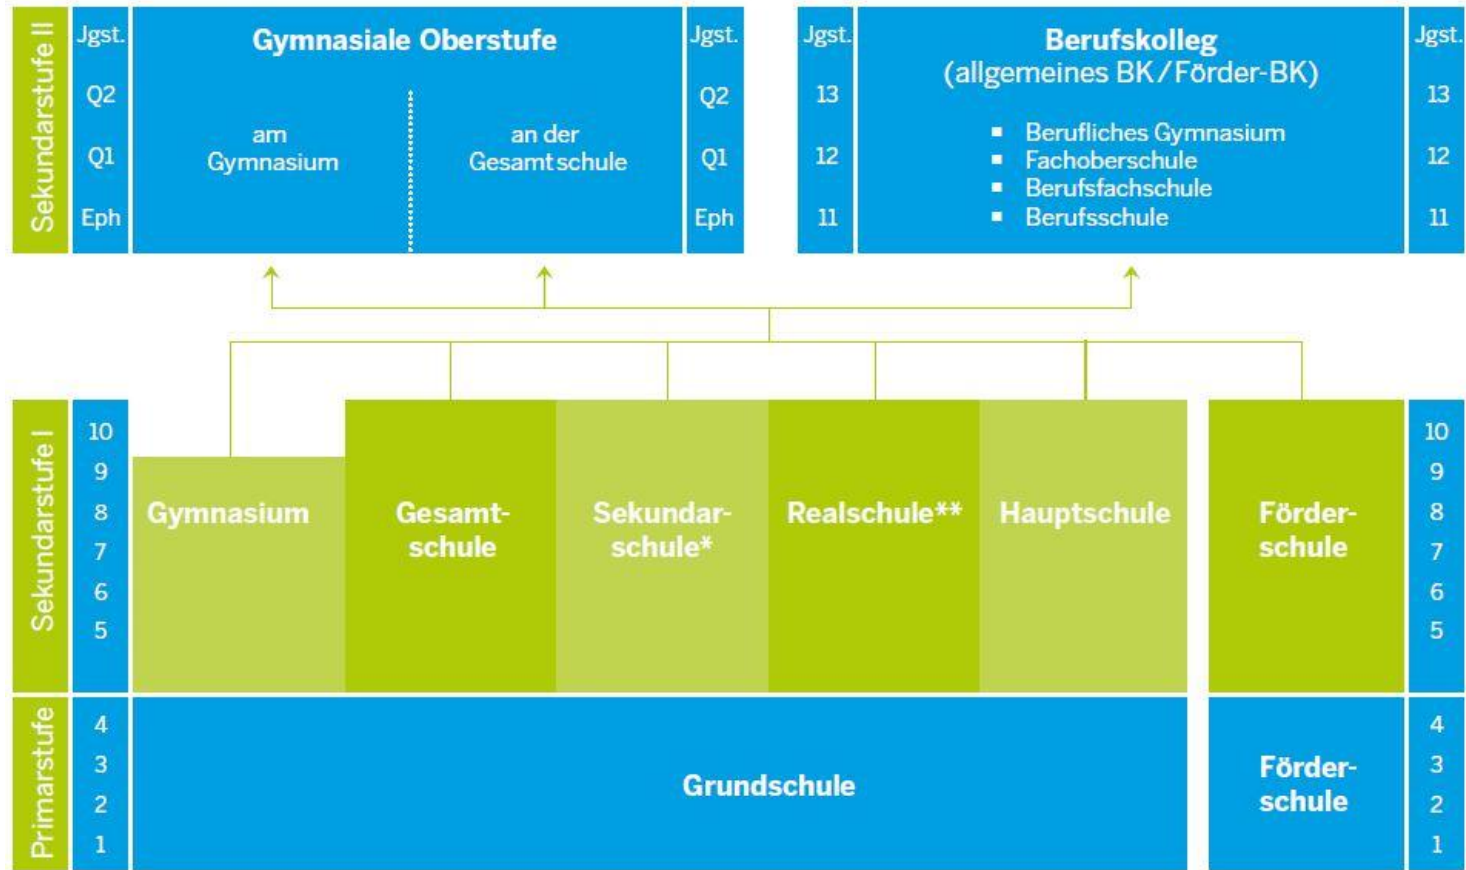 Sekundarstufe II
Jgst.
Q2
Q1
Eph
Gymnasiale Oberstufe
am
Gymnasium
an der
Gesamtschule
Jgst.
Q2
Q1
Eph
Jgst.
13
12
11
Berufskolleg
(allgemeines BK/Förder-BK)
▪ Berufliches Gymnasium
▪ Fachoberschule
▪ Berufsfachschule
▪ Berufsschule
Jgst.
13
12
11
Sekundarstufe I
10
9
8
7
6
5
Gymnasium
Gesamt-
schule
Sekundar-
schule*
Realschule**
Hauptschule
Förder-
schule
10
9
8
7
6
5
Primarstufe
4
3
2
1
Grundschule
Förder-
schule
4
3
2
1